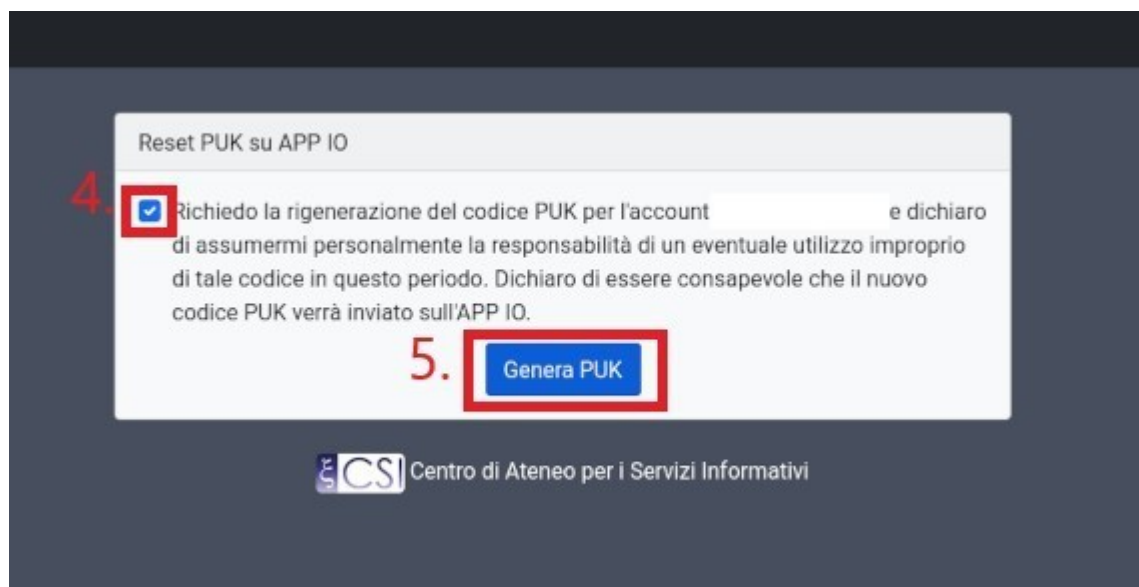 Reset PUK su APP IO
4.
Richiedo la rigenerazione del codice PUK per l'account e dichiaro
di assumermi personalmente la responsabilità di un eventuale utilizzo improprio
di tale codice in questo periodo. Dichiaro di essere consapevole che il nuovo
codice PUK verrà inviato sull'APP IO.
5.
Genera PUK
ξCSI Centro di Ateneo per i Servizi Informativi